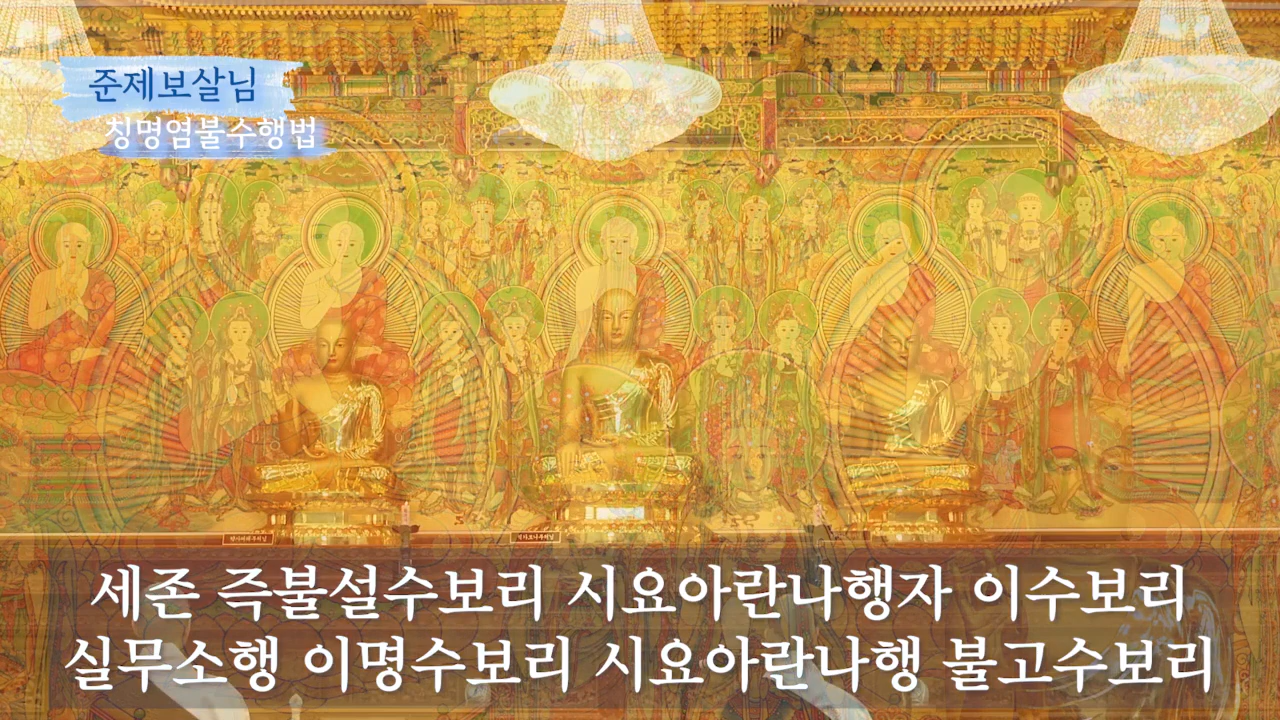 준제보살님
칭명염불수행법
세존 즉불설수보리 시요아란나행자 이수보리
실무소행 이명수보리 시요아란나행 불고수보리